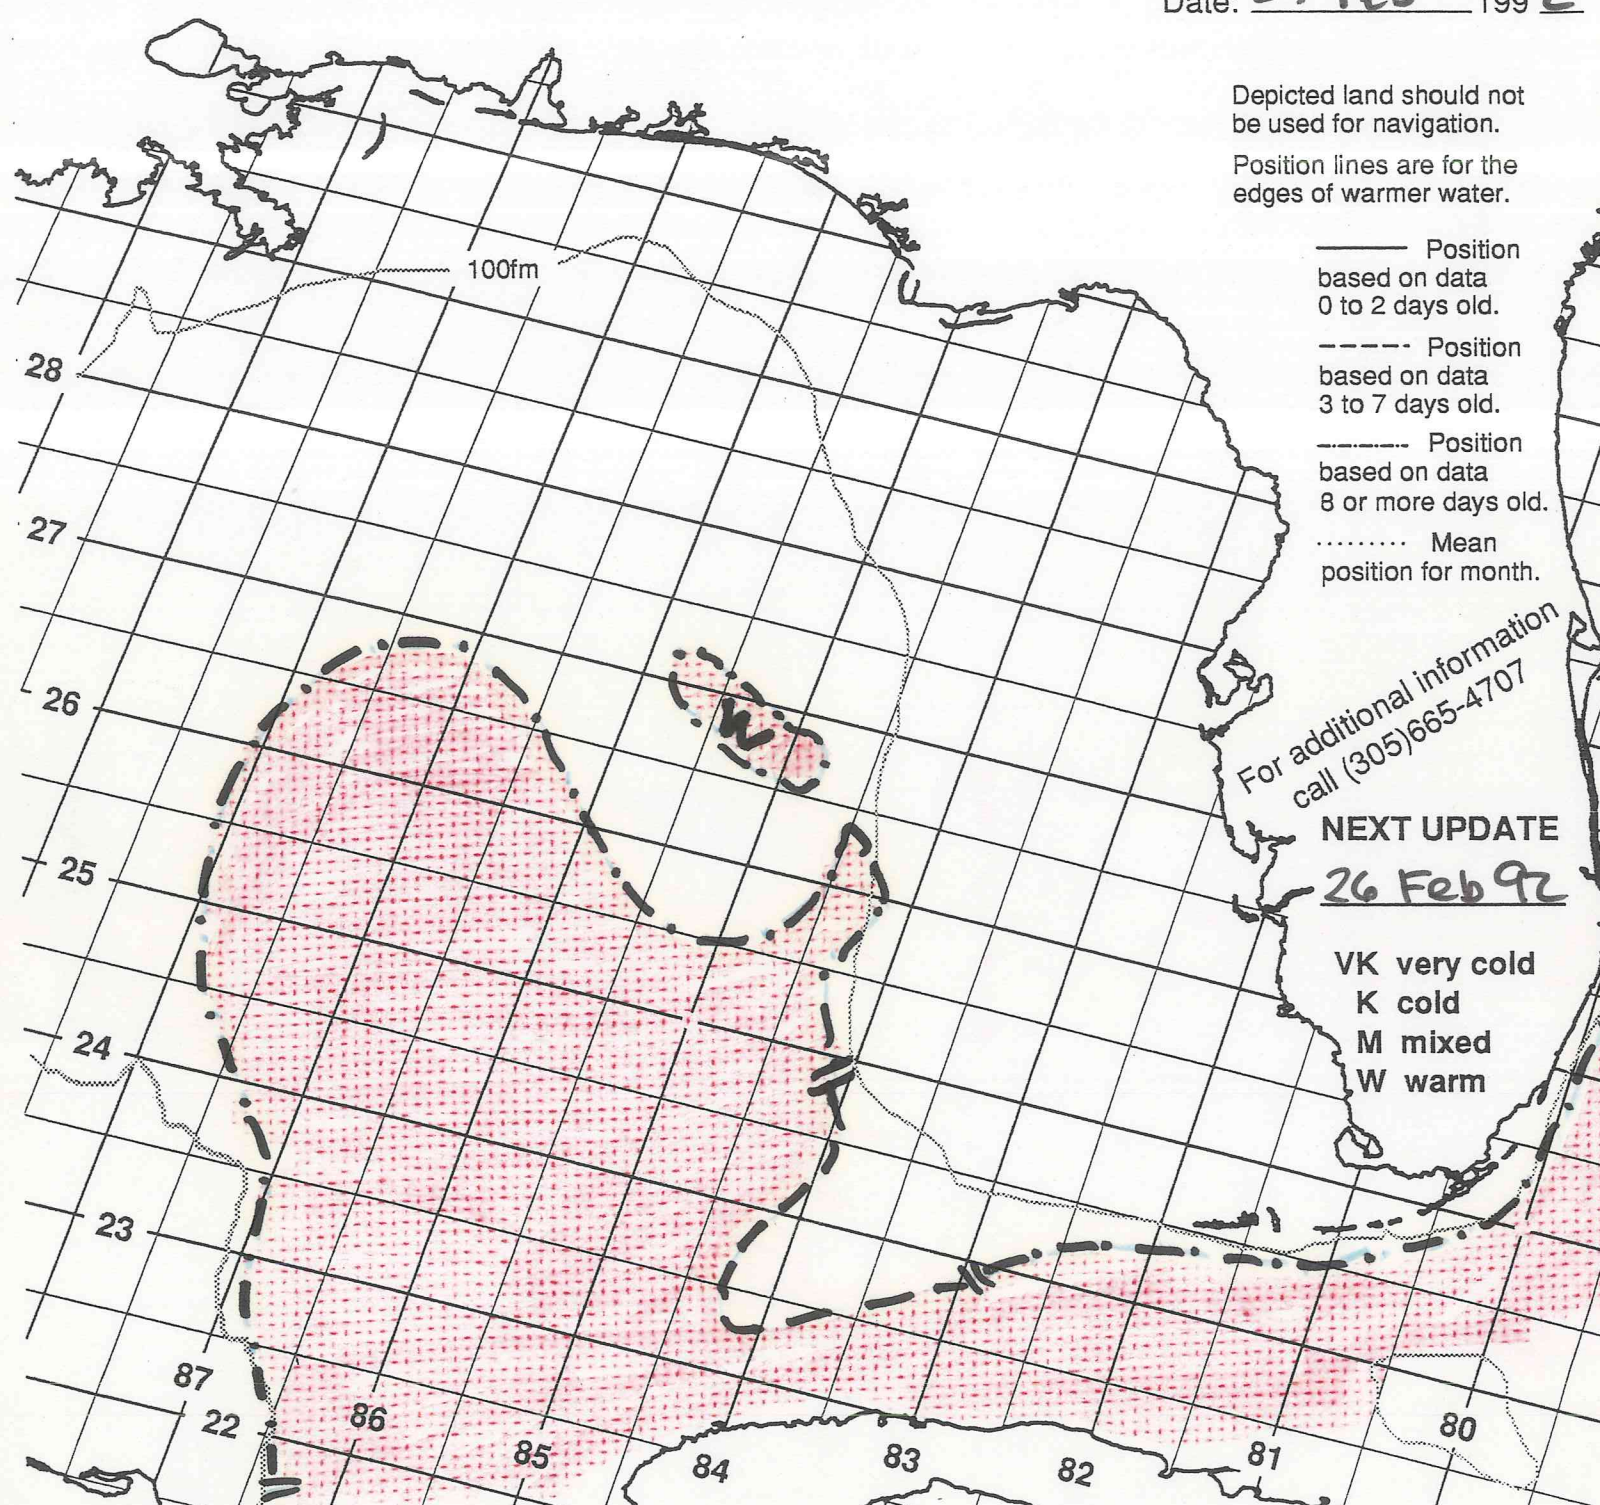 Date: Feb 199 2
Depicted land should not
be used for navigation.
Position lines are for the
edges of warmer water.
Position
based on data
0 to 2 days old.
Position
based on data
3 to 7 days old.
Position
based on data
8 or more days old.
Mean
position for month.
100fm
28
27
26
25
24
23
22
W
For additional information
call (305)665-4707
NEXT UPDATE
26 Feb 92
VK very cold
K cold
M mixed
W warm
87
86
85
84
83
82
81
80